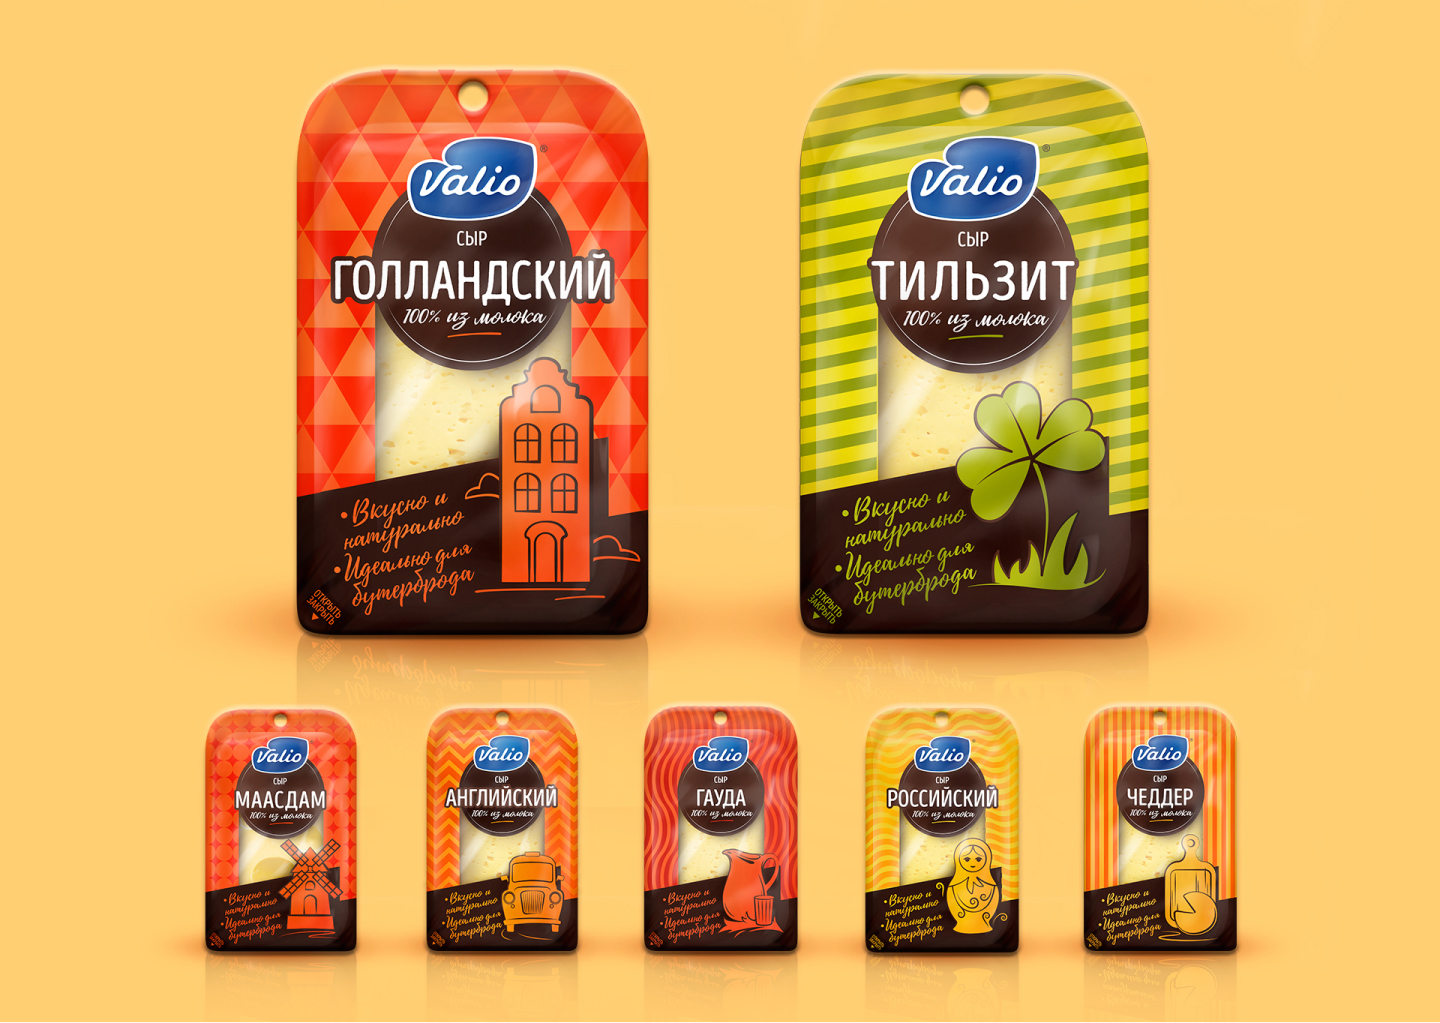 Valio
®
СЫР
ГОЛЛАНДСКИЙ
100% из молока
• Вкусно и
натурально
• Идеально для
бутерброда
ОТКРЫТЬ
ЗАКРЫТЬ
Valio
®
СЫР
ТИЛЬЗИТ
100% из молока
• Вкусно и
натурально
• Идеально для
бутерброда
ОТКРЫТЬ
ЗАКРЫТЬ
Valio
СЫР
МААСДАМ
100% из молока
• Вкусно и
натурально
• Идеально для
бутерброда
Valio
СЫР
АНГЛИЙСКИЙ
100% из молока
• Вкусно и
натурально
• Идеально для
бутерброда
Valio
СЫР
ГАУДА
100% из молока
• Вкусно и
натурально
• Идеально для
бутерброда
Valio
СЫР
РОССИЙСКИЙ
100% из молока
• Вкусно и
натурально
• Идеально для
бутерброда
Valio
СЫР
ЧЕДДЕР
100% из молока
• Вкусно и
натурально
• Идеально для
бутерброда